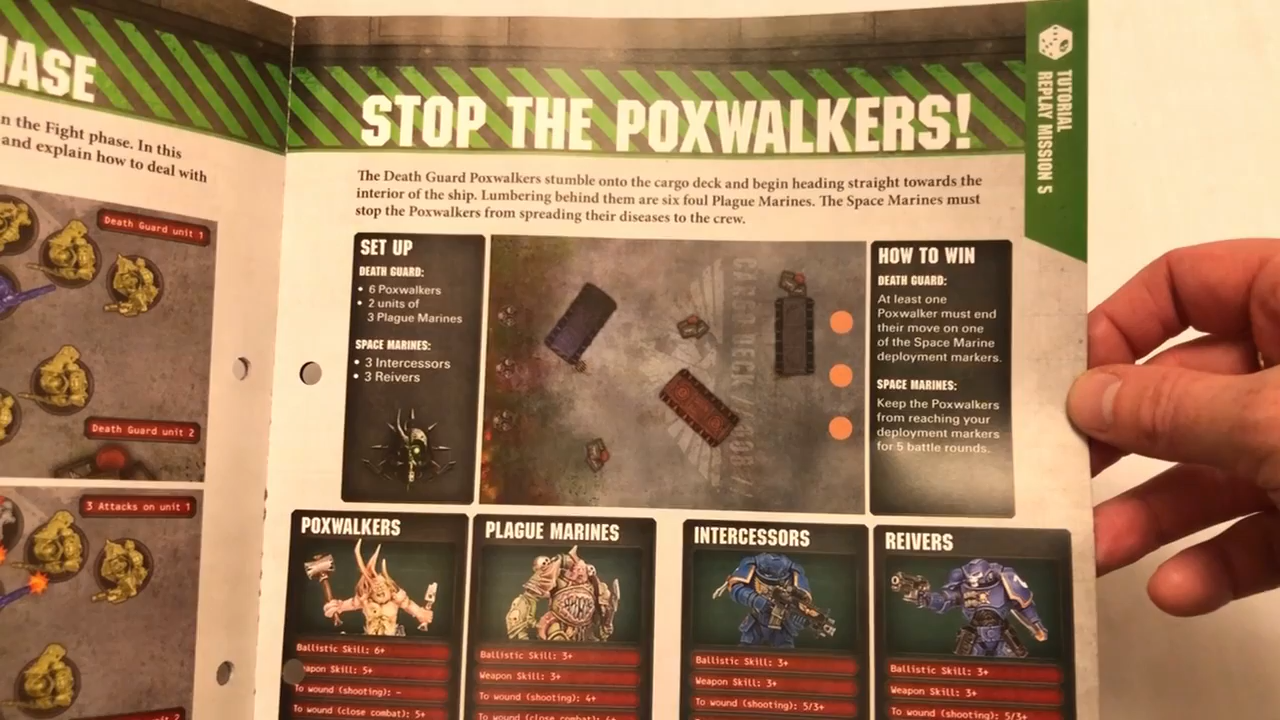 HASE
n the Fight phase. In this
and explain how to deal with
Death Guard unit 1
Death Guard unit 2
3 Attacks on unit 1
STOP THE POXWALKERS!
TUTORIAL
REPLAY MISSION 5
The Death Guard Poxwalkers stumble onto the cargo deck and begin heading straight towards the
interior of the ship. Lumbering behind them are six foul Plague Marines. The Space Marines must
stop the Poxwalkers from spreading their diseases to the crew.
SET UP
DEATH GUARD:
• 6 Poxwalkers
• 2 units of
3 Plague Marines
SPACE MARINES:
• 3 Intercessors
• 3 Reivers
HOW TO WIN
DEATH GUARD:
At least one
Poxwalker must end
their move on one
of the Space Marine
deployment markers.
SPACE MARINES:
Keep the Poxwalkers
from reaching your
deployment markers
for 5 battle rounds.
POXWALKERS
Ballistic Skill: 6+
eapon Skill: 5+
To wound (shooting): –
To wound (close combat): 5+
PLAGUE MARINES
Ballistic Skill: 3+
Weapon Skill: 3+
To wound (shooting): 4+
INTERCESSORS
Ballistic Skill: 3+
Weapon Skill: 3+
To wound (shooting): 5/3+
REIVERS
Ballistic Skill: 3+
Weapon Skill: 3+
To wound (shooting): 5/3+